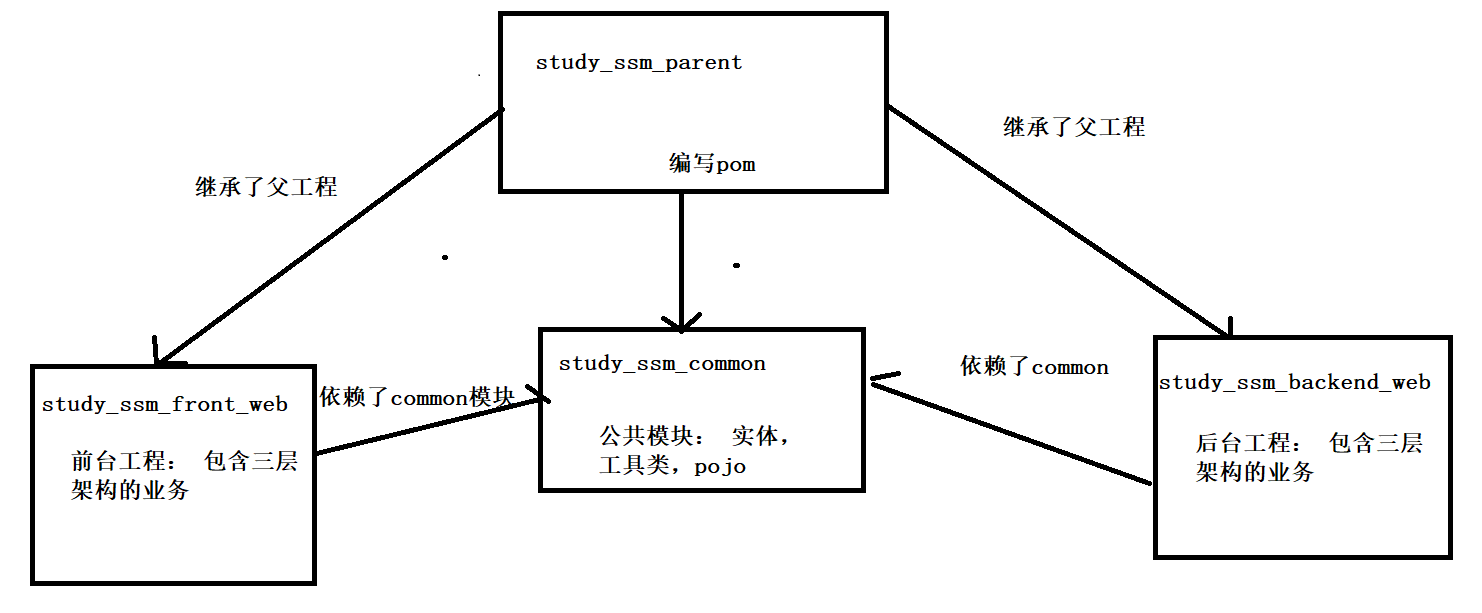 study_ssm_parent
编写pom
继承了父工程
继承了父工程
study_ssm_front_web
前台工程： 包含三层
架构的业务
依赖了common模块
study_ssm_common
公共模块： 实体，
工具类，pojo
依赖了common
study_ssm_backend_web
后台工程： 包含三层
架构的业务